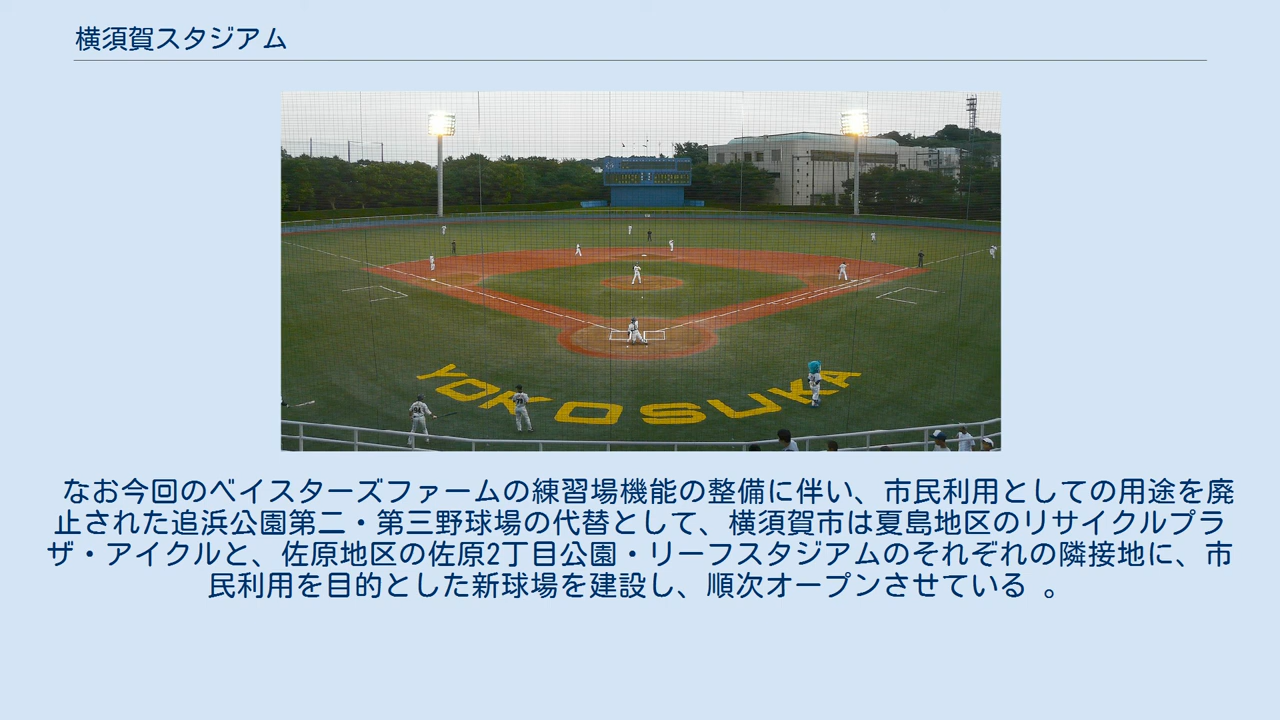 横須賀スタジアム
YOKOSUKA
なお今回のベイスターズファームの練習場機能の整備に伴い、市民利用としての用途を廃
止された追浜公園第二・第三野球場の代替として、横須賀市は夏島地区のリサイクルプラ
ザ・アイクルと、佐原地区の佐原2丁目公園・リーフスタジアムのそれぞれの隣接地に、市
民利用を目的とした新球場を建設し、順次オープンさせている 。